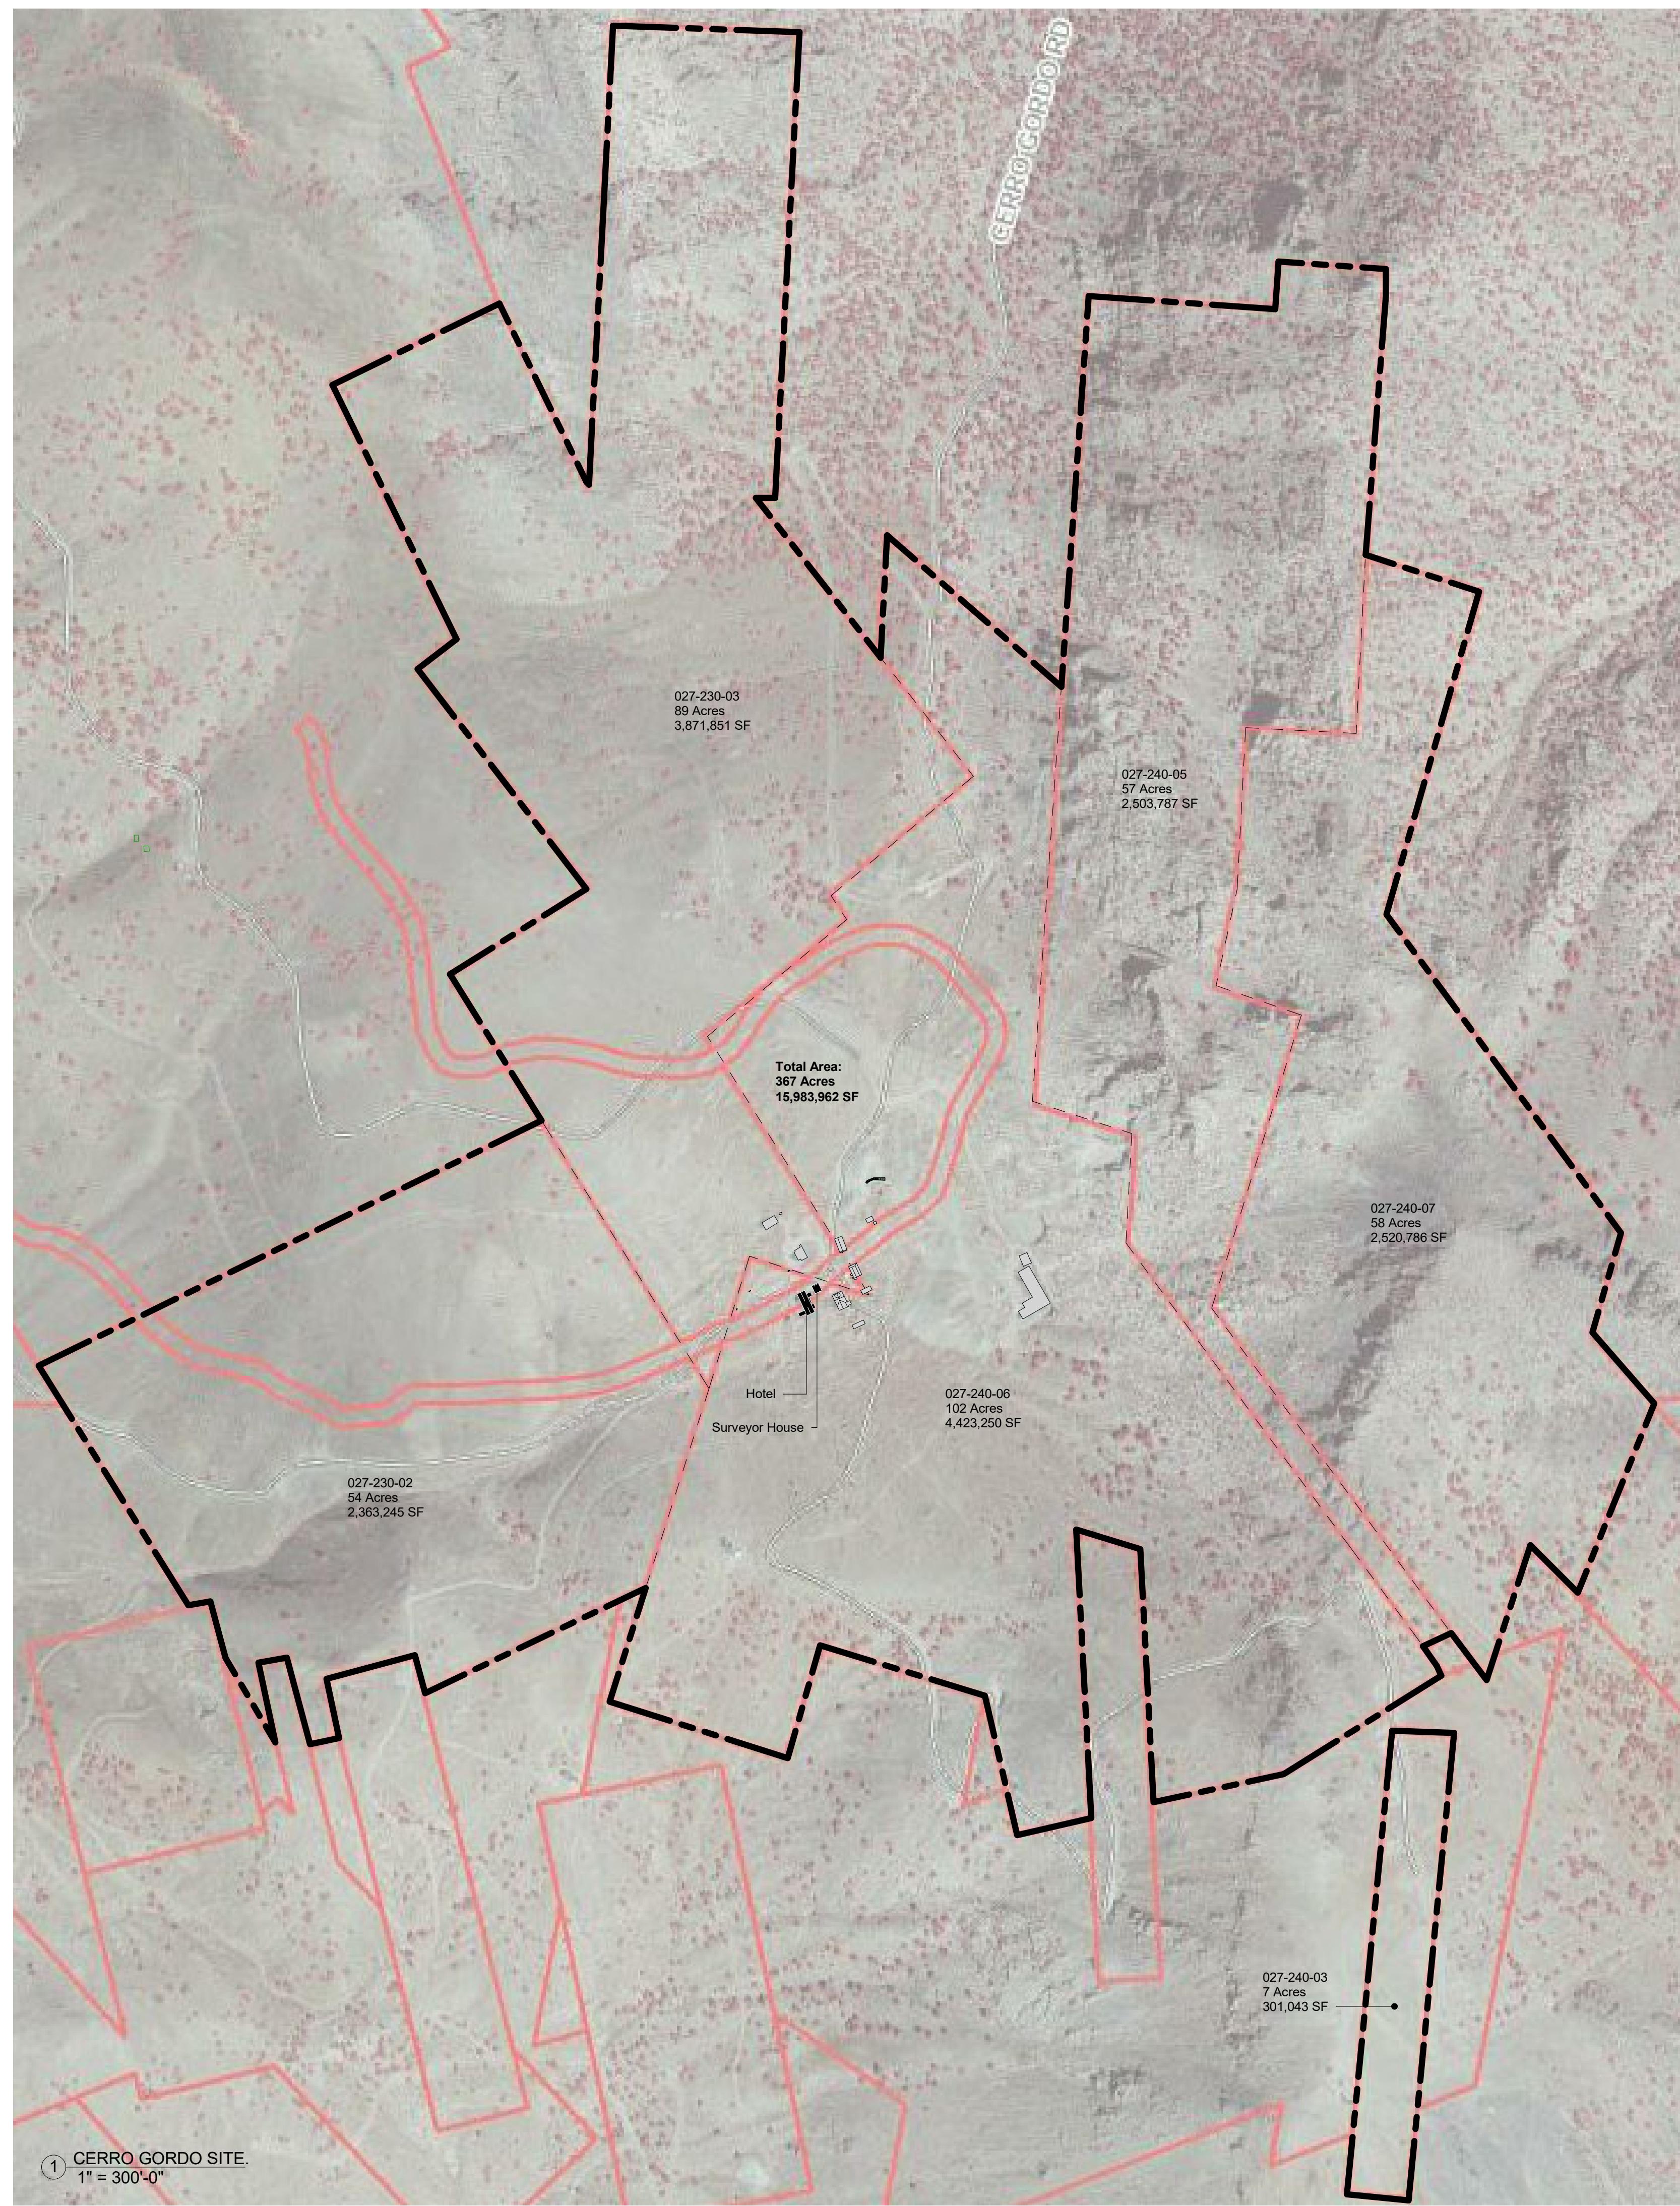 CERRO GORDO RD
027-230-03
89 Acres
3,871,851 SF
027-240-05
57 Acres
2,503,787 SF
Total Area:
367 Acres
15,983,962 SF
027-240-07
58 Acres
2,520,786 SF
Hotel
Surveyor House
027-240-06
102 Acres
4,423,250 SF
027-230-02
54 Acres
2,363,245 SF
027-240-03
7 Acres
301,043 SF
1 CERRO GORDO SITE.
1" = 300'-0"